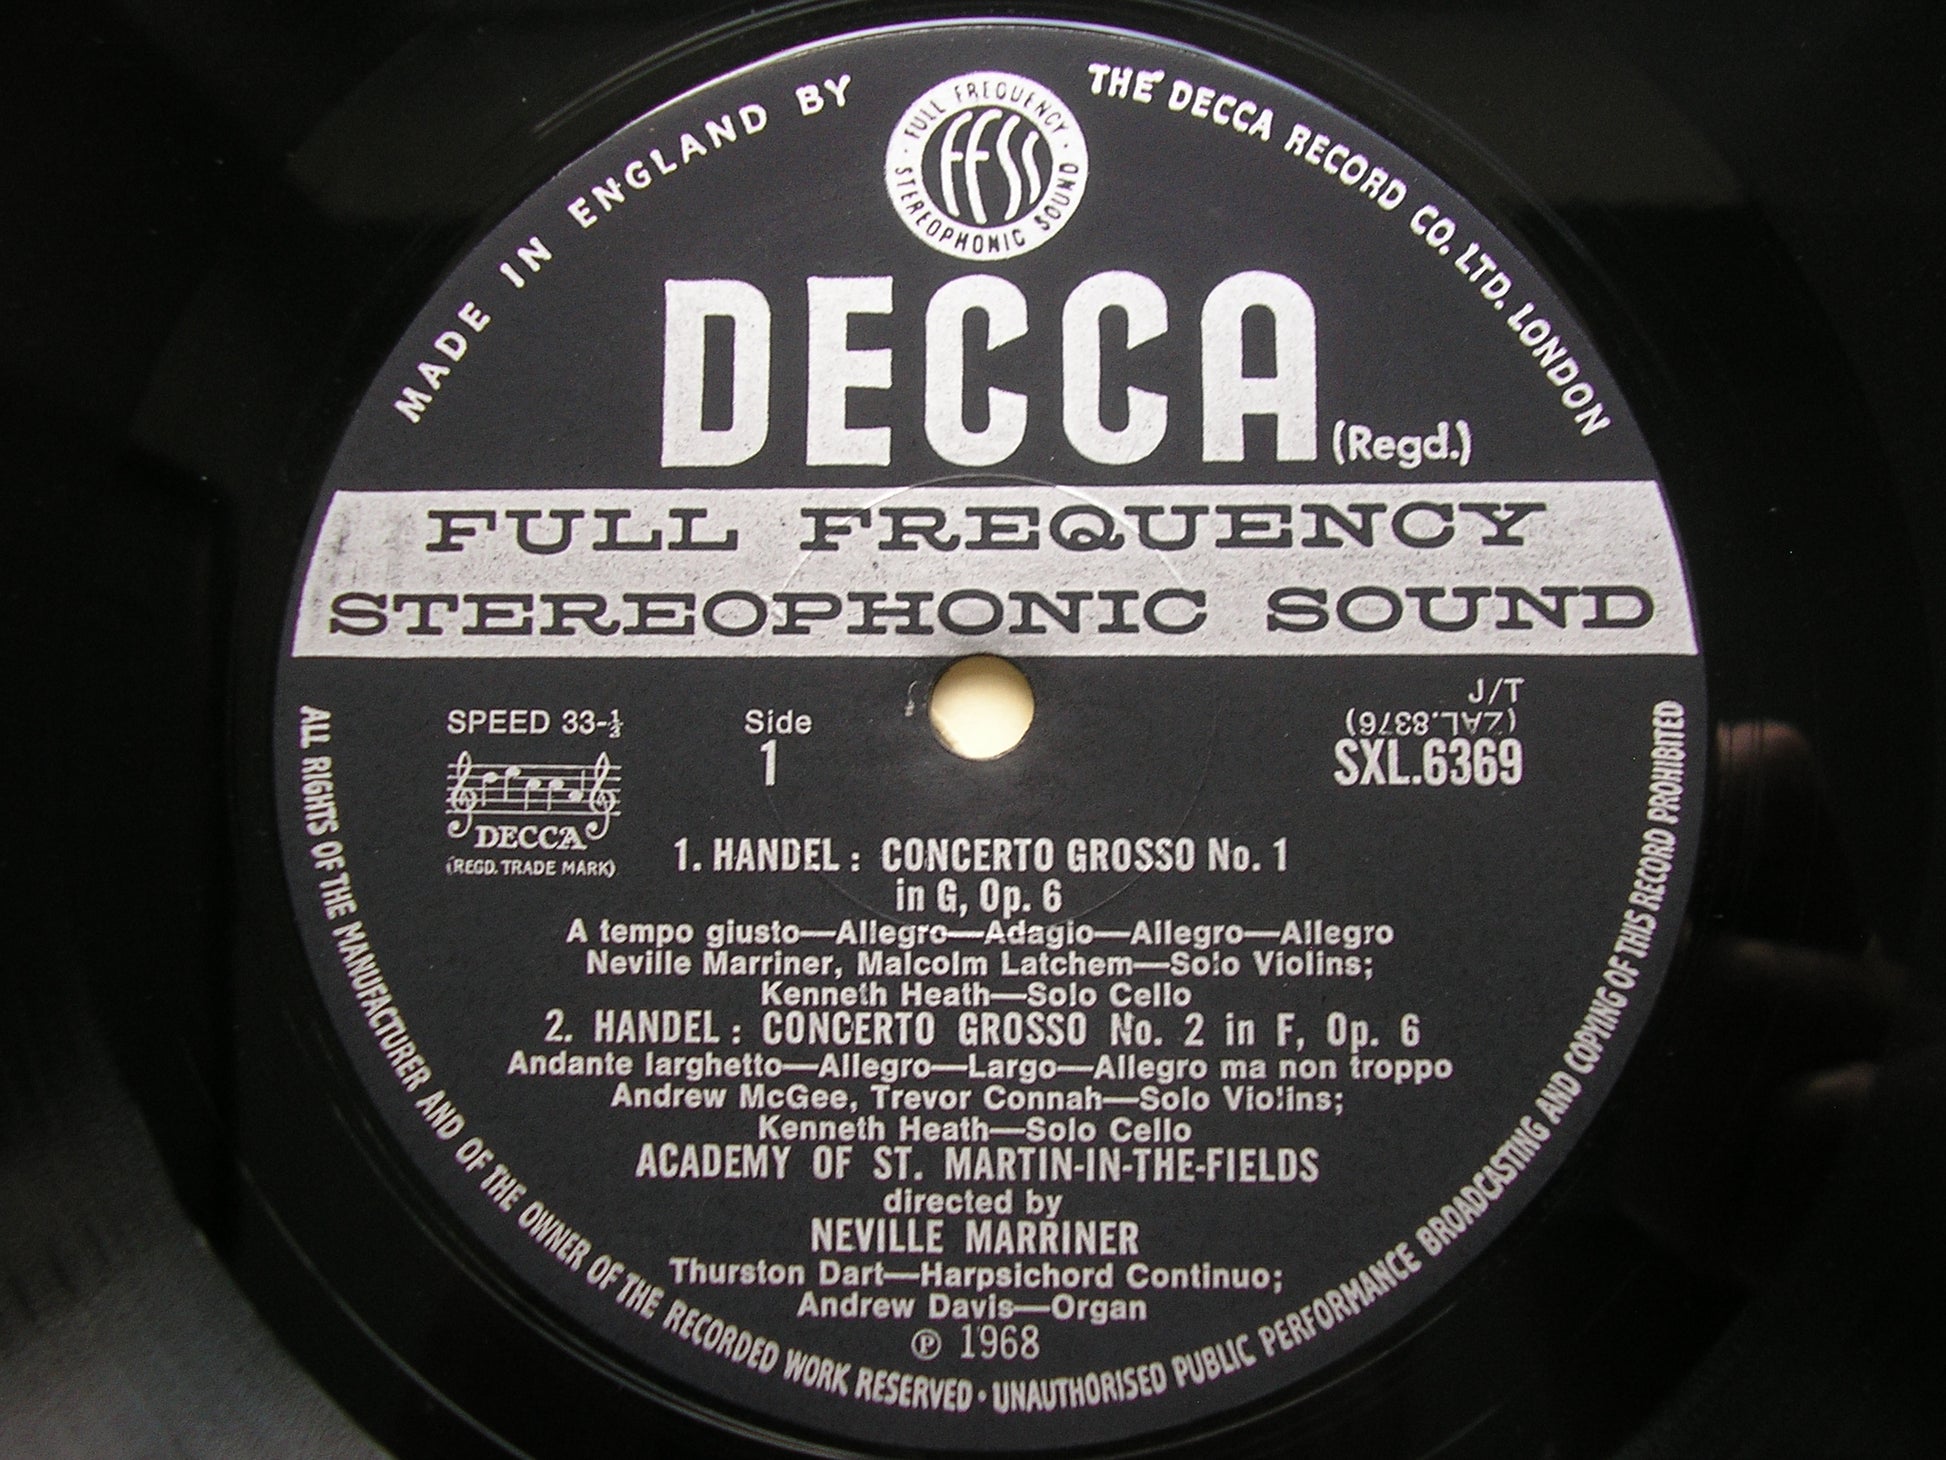 MADE IN ENGLAND BY
THE DECCA RECORD CO. LTD. LONDON
FULL FREQUENCY
ffss
STEREOPHONIC SOUND
DECCA (Regd.)
FULL FREQUENCY
STEREOPHONIC SOUND
SPEED 33-⅓
Side
1
J/T
(ZAL.8376)
SXL.6369
DECCA
(REGD. TRADE MARK)
1. HANDEL: CONCERTO GROSSO No. 1
in G, Op. 6
A tempo giusto—Allegro—Adagio—Allegro—Allegro
Neville Marriner, Malcolm Latchem—Solo Violins;
Kenneth Heath—Solo Cello
2. HANDEL: CONCERTO GROSSO No. 2 in F, Op. 6
Andante larghetto—Allegro—Largo—Allegro ma non troppo
Andrew McGee, Trevor Connah—Solo Violins;
Kenneth Heath—Solo Cello
ACADEMY OF ST. MARTIN-IN-THE-FIELDS
directed by
NEVILLE MARRINER
Thurston Dart—Harpsichord Continuo;
Andrew Davis—Organ
℗ 1968
ALL RIGHTS OF THE MANUFACTURER AND OF THE OWNER OF THE RECORDED WORK RESERVED · UNAUTHORISED PUBLIC PERFORMANCE BROADCASTING AND COPYING OF THIS RECORD PROHIBITED